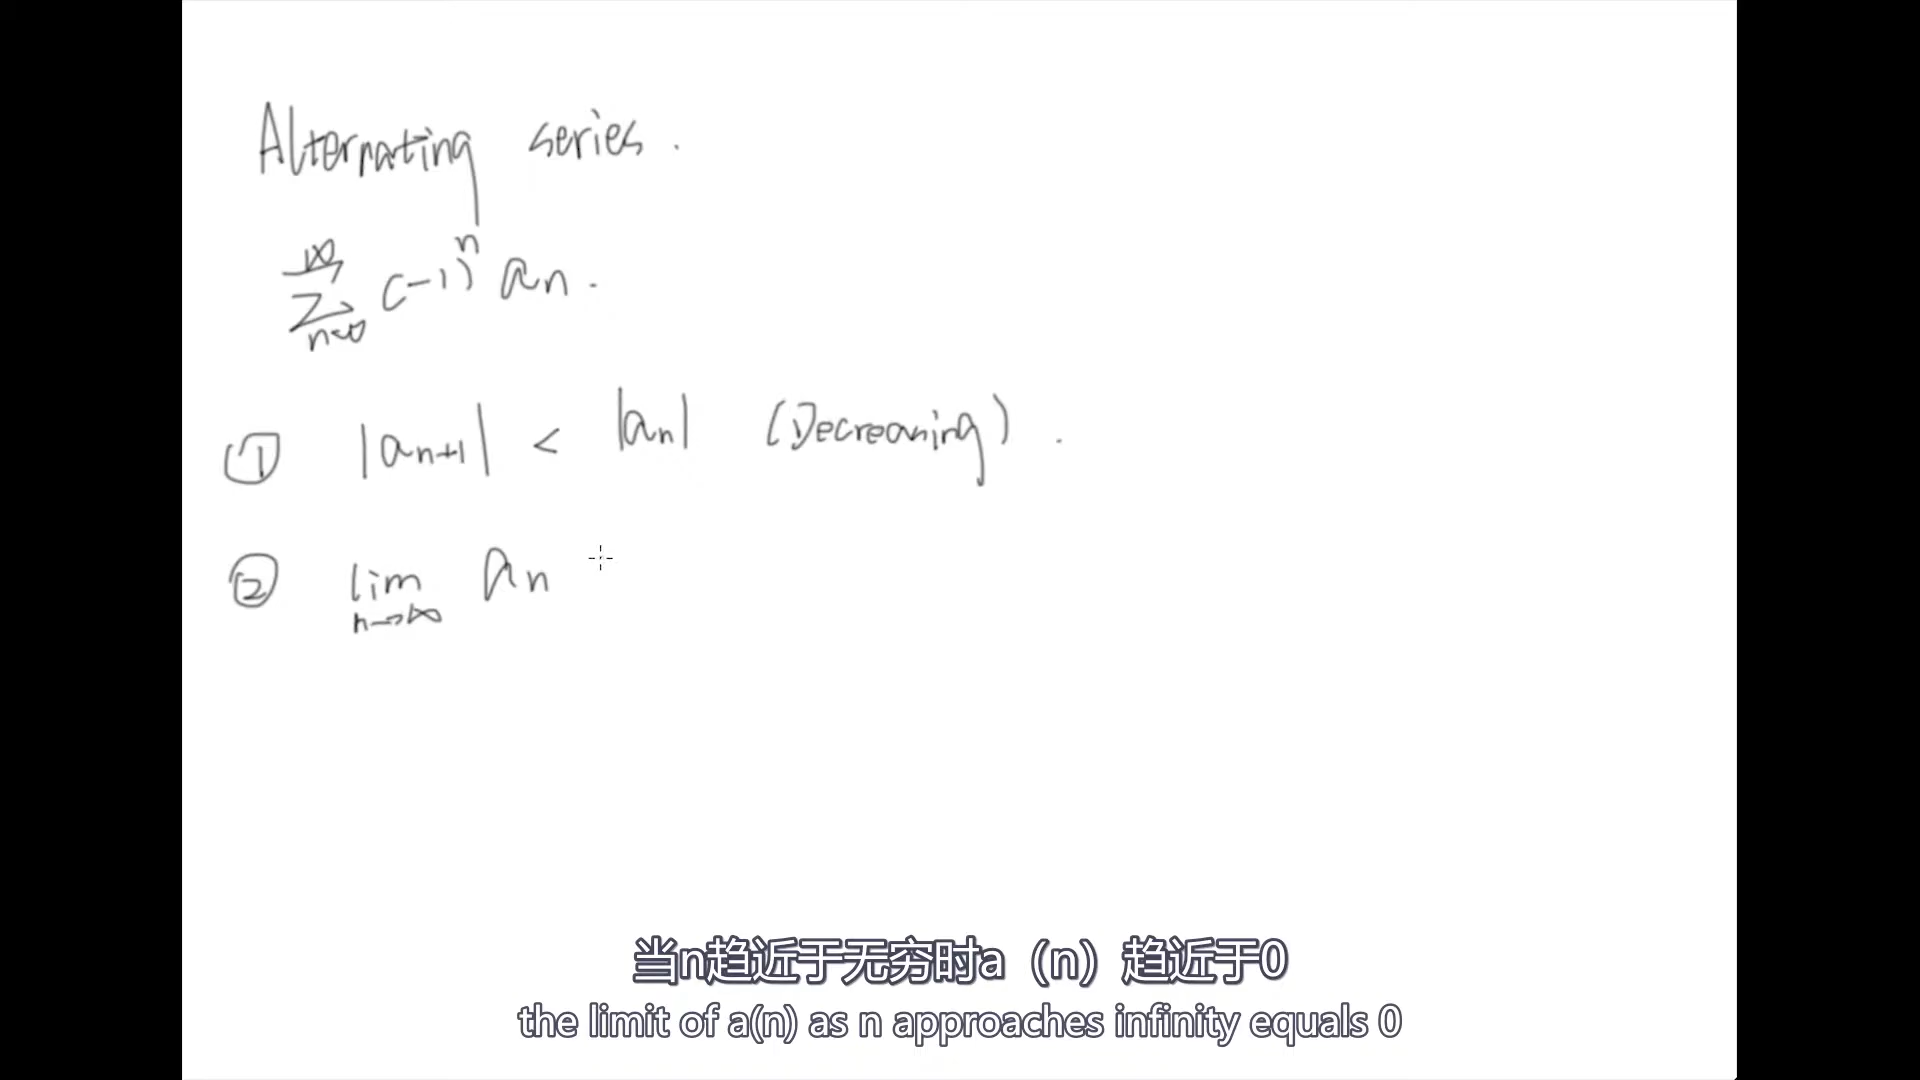 Alternating series.
∞
∑ (-1)ⁿ aₙ.
n=0
① |aₙ₊₁| < |aₙ| (Decreasing).
② lim aₙ
n→∞
当n趋近于无穷时a（n）趋近于0
the limit of a(n) as n approaches infinity equals 0